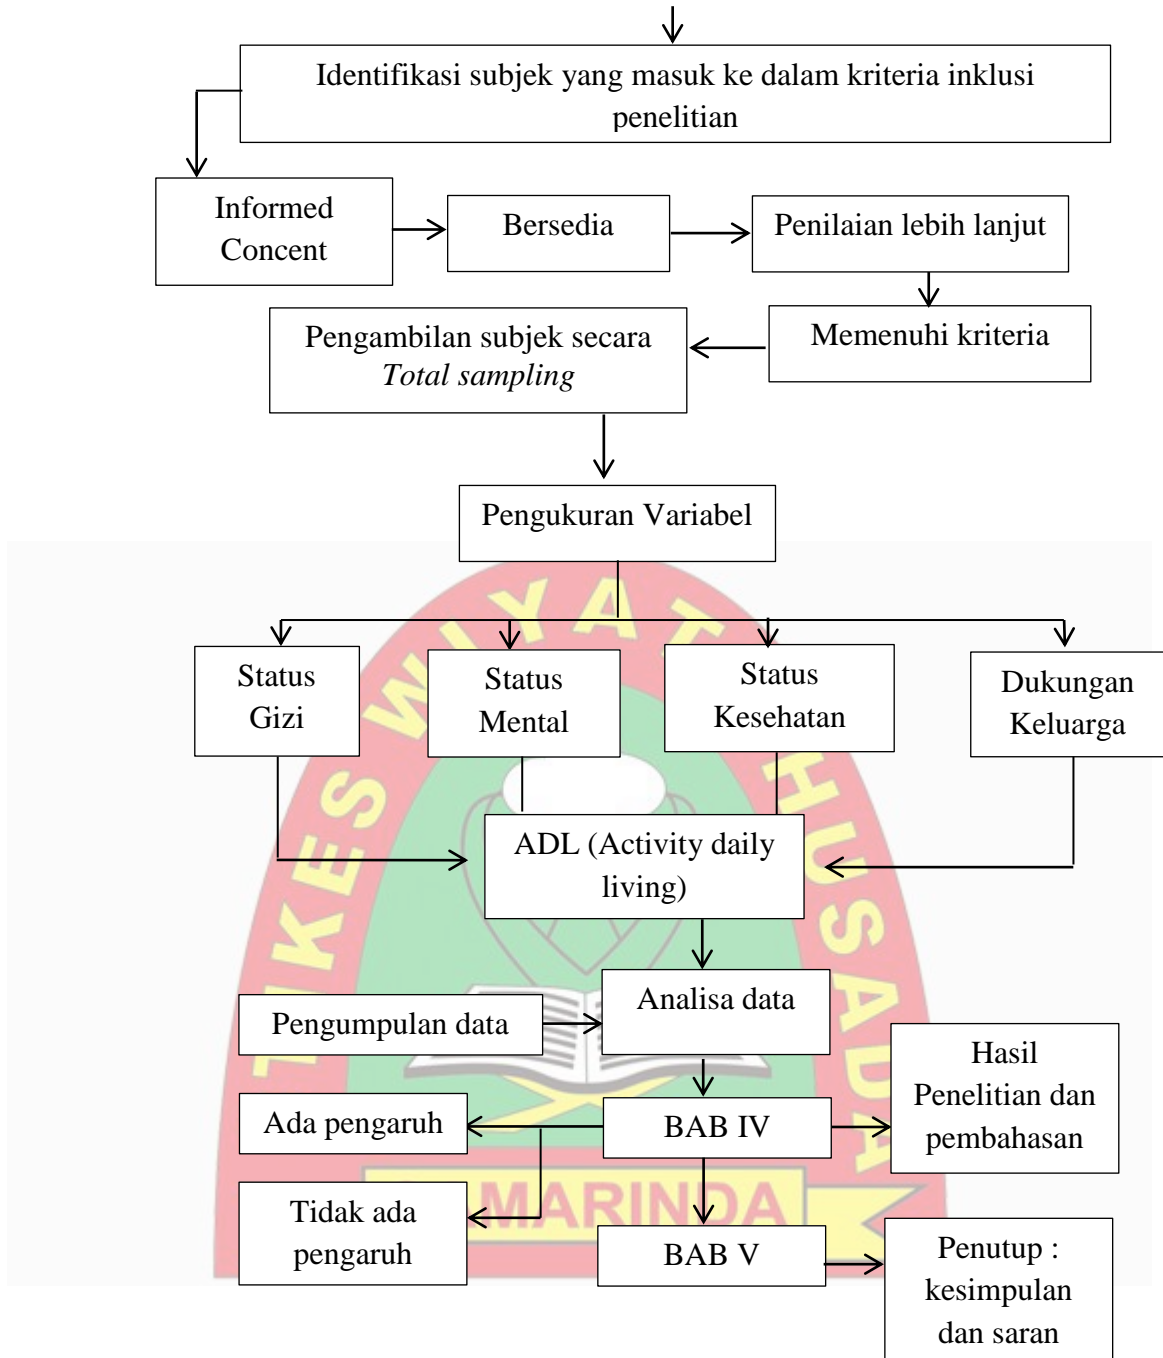 Identifikasi subjek yang masuk ke dalam kriteria inklusi
penelitian
Informed
Concent
Bersedia
Penilaian lebih lanjut
Pengambilan subjek secara
Total sampling
Memenuhi kriteria
Pengukuran Variabel
Status
Gizi
Status
Mental
Status
Kesehatan
Dukungan
Keluarga
ADL (Activity daily
living)
Analisa data
Pengumpulan data
Hasil
Penelitian dan
pembahasan
Ada pengaruh
BAB IV
Tidak ada
pengaruh
BAB V
Penutup :
kesimpulan
dan saran
WIYAT
HUSADA
MARINDA